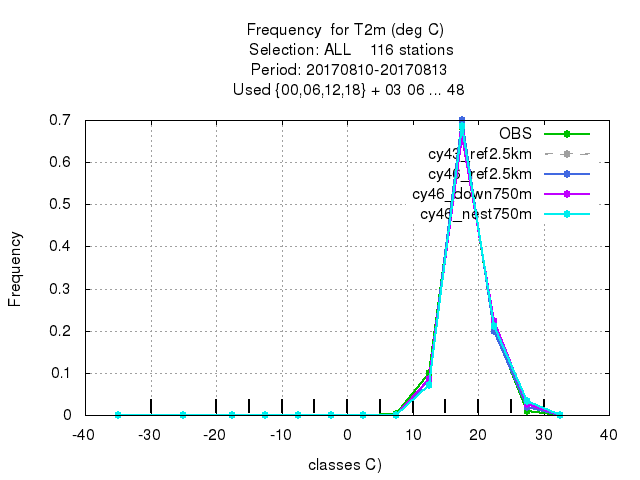 Frequency  for T2m (deg C)
Selection: ALL    116 stations
Period: 20170810-20170813
Used {00,06,12,18} + 03 06 ... 48
0.7
0.6
0.5
0.4
0.3
0.2
0.1
0
Frequency
OBS
cy43_ref2.5km
cy46_ref2.5km
cy46_down750m
cy46_nest750m
-40 -30 -20 -10 0 10 20 30 40
classes C)